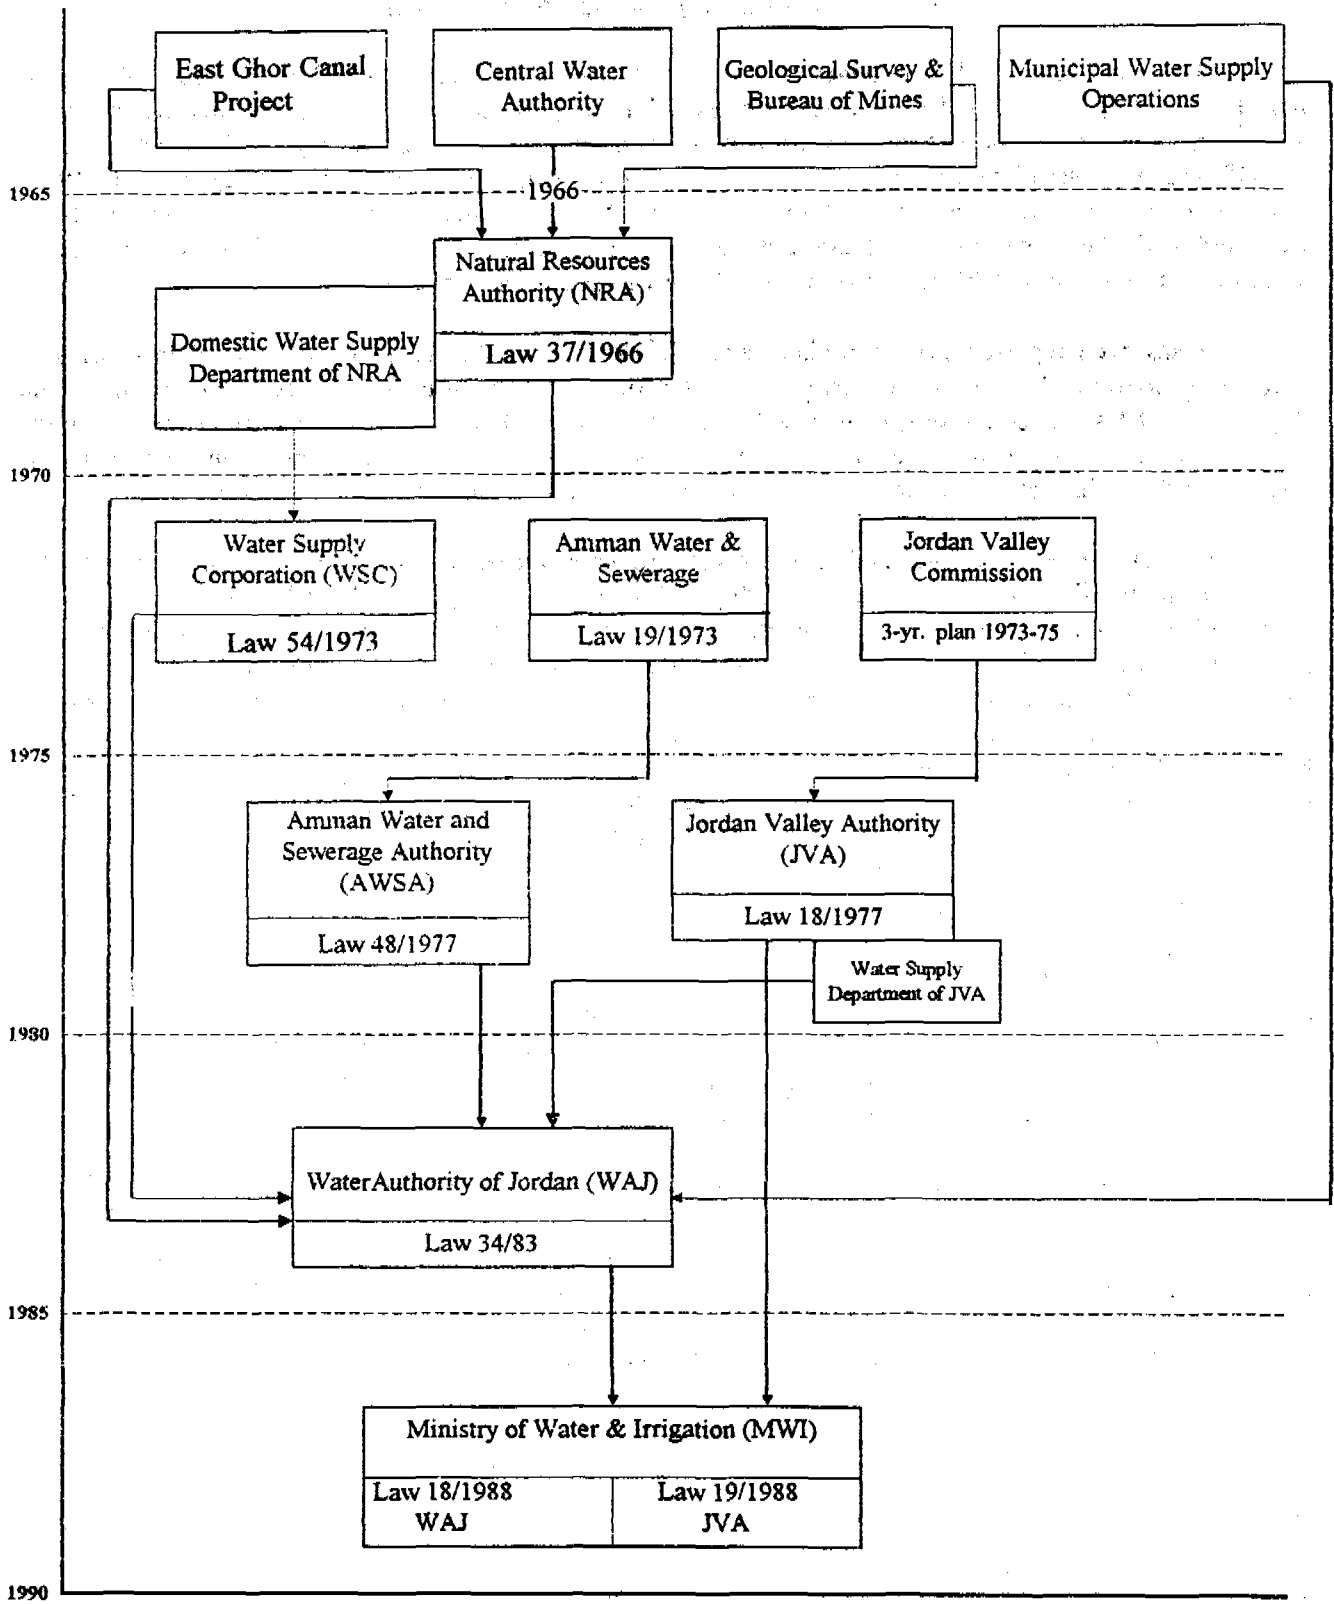 East Ghor Canal
Project
Central Water
Authority
Geological Survey &
Bureau of Mines
Municipal Water Supply
Operations
1965
1966
Natural Resources
Authority (NRA)
Law 37/1966
Domestic Water Supply
Department of NRA
1970
Water Supply
Corporation (WSC)
Law 54/1973
Amman Water &
Sewerage
Law 19/1973
Jordan Valley
Commission
3-yr. plan 1973-75
1975
Amman Water and
Sewerage Authority
(AWSA)
Law 48/1977
Jordan Valley Authority
(JVA)
Law 18/1977
Water Supply
Department of JVA
1980
Water Authority of Jordan (WAJ)
Law 34/83
1985
Ministry of Water & Irrigation (MWI)
Law 18/1988
WAJ
Law 19/1988
JVA
1990